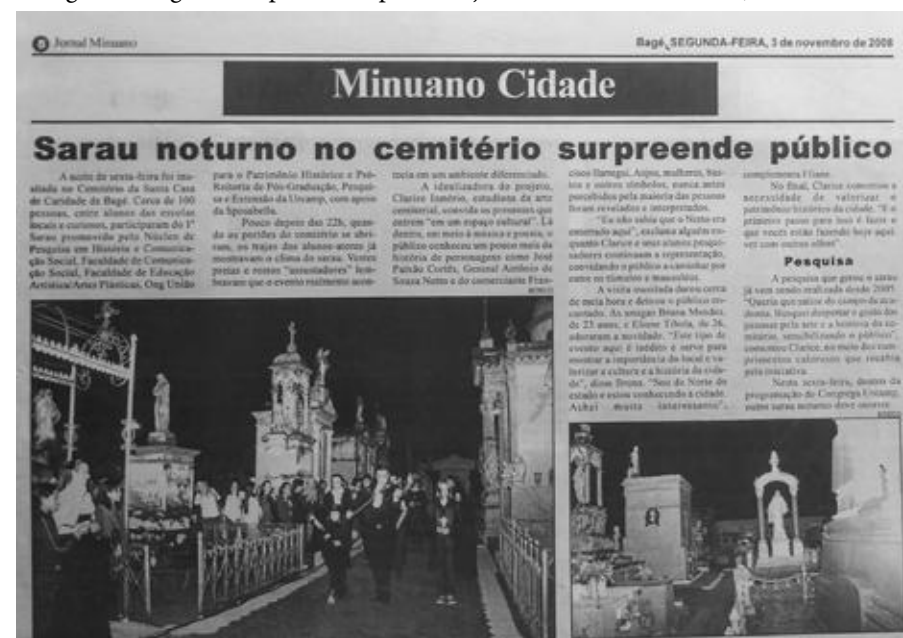 8 Jornal Minuano
Bagé, SEGUNDA-FEIRA, 3 de novembro de 2008
Minuano Cidade
Sarau noturno no cemitério surpreende público
A noite de sexta-feira foi
no Cemitério da Santa Casa
de Caridade de Bagé. Cerca de 100
pessoas, entre alunos das escolas
locais e curiosos, participaram do 1º
Sarau promovido pelo Núcleo de
Pesquisa em História e Comunica-
ção Social, Faculdade de Comunica-
ção Social, Faculdade de Educação
Artística/Artes Plásticas, Ong União
para o Patrimônio Histórico e Pró-
Reitoria de Pós-Graduação, Pesqui-
sa e Extensão da Urcamp, com apoio
da
Pouco depois das 22h, quan-
do os portões do cemitério se abri-
ram, os trajes dos alunos-atores já
mostravam o clima do sarau. Vestes
pretas e rostos "assustadores" lem-
bravam que o evento realmente acon-
tecia em um ambiente diferenciado.
A idealizadora do projeto,
Clarice Ismério, estudiosa da arte
cemiterial, convida os presentes que
entrem "em um espaço cultural". Lá
dentro, em meio à música e poesia, o
público conheceu um pouco mais da
história de personagens como José
Paixão Cortês, General Antônio de
Souza Netto e do comerciante Fran-
cisco Ilarregui. Anjos, mulheres, bus-
tos e outros símbolos, nunca antes
percebidos pela maioria das pessoas
foram revelados e interpretados.
"Eu não sabia que o Netto era
enterrado aqui", exclama alguém en-
quanto Clarice e seus alunos pesqui-
sadores continuam a representação,
convidando o público a caminhar por
entre os túmulos e mausoléus.
A visita mediada durou cerca
de meia hora e deixou o público en-
cantado. As amigas Bruna Mendes,
de 23 anos, e Eliane Tibola, de 26,
adoraram a novidade. "Este tipo de
evento aqui é inédito e serve para
mostrar a importância do local e va-
lorizar a cultura e a história da cida-
de", disse Bruna. "Sou do Norte do
estado e estou conhecendo a cidade.
Achei muito interessante",
complementa Eliane.
No final, Clarice comentou a
necessidade de valorizar o
patrimônio histórico da cidade. "E o
primeiro passo para isso é fazer o
que vocês estão fazendo hoje aqui:
ver com outros olhos".
Pesquisa
A pesquisa que gerou o sarau
já vem sendo realizada desde 2005.
"Queria que saísse do campo da aca-
demia. Busquei despertar o gosto das
pessoas pela arte e a história do ce-
mitério, sensibilizando o público",
comentou Clarice, em meio dos cum-
primentos calorosos que recebia
pela iniciativa.
Nesta sexta-feira, dentro da
programação do Congrega Urcamp,
outro sarau noturno deve ocorrer.